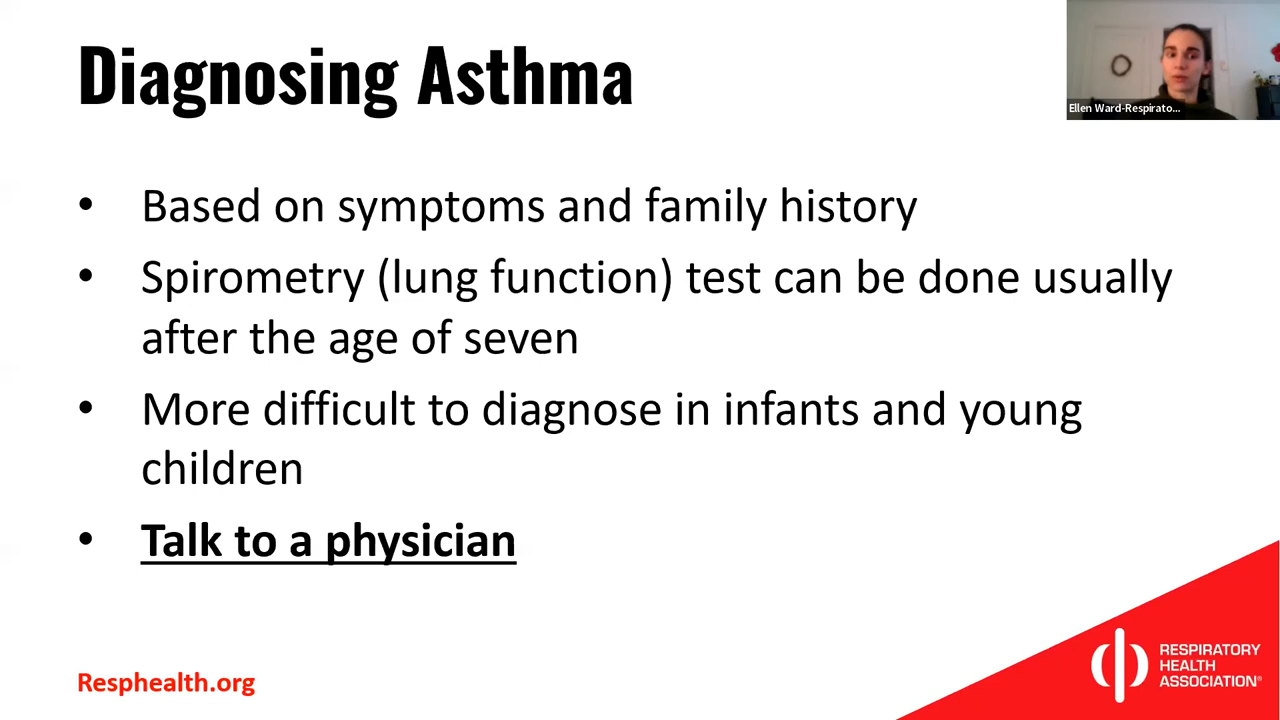 Diagnosing Asthma
Ellen Ward-Respirato...
• Based on symptoms and family history
• Spirometry (lung function) test can be done usually
after the age of seven
• More difficult to diagnose in infants and young
children
• Talk to a physician
Resphealth.org
RESPIRATORY
HEALTH
ASSOCIATION®